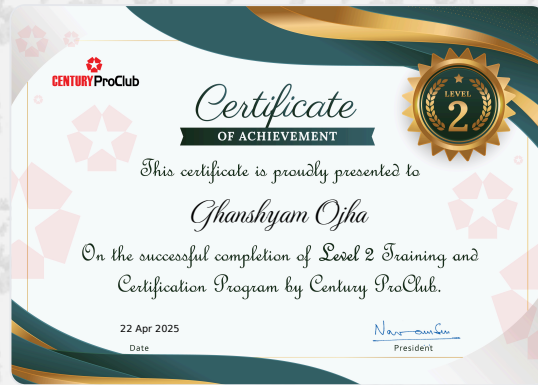 CENTURY ProClub
Certificate
OF ACHIEVEMENT
LEVEL
2
This certificate is proudly presented to
Ghanshyam Ojha
On the successful completion of Level 2 Training and
Certification Program by Century ProClub.
22 Apr 2025
Date
President